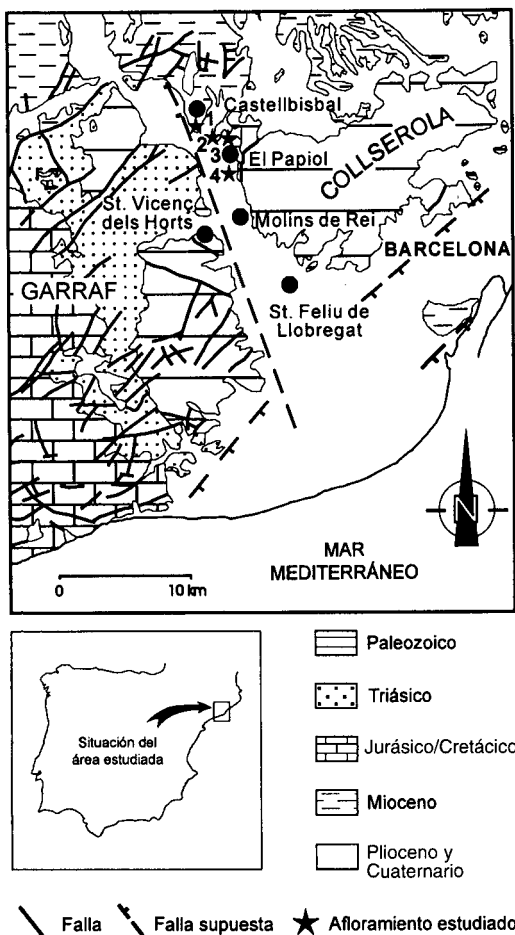 Castellbisbal
1
2
3
El Papiol
4
COLLSEROLA
St. Vicenç
dels Horts
Molins de Rei
BARCELONA
GARRAF
St. Feliu de
Llobregat
N
MAR
MEDITERRÁNEO
0
10 km
Situación del
área estudiada
Paleozoico
Triásico
Jurásico/Cretácico
Mioceno
Plioceno y
Cuaternario
Falla
Falla supuesta
Afloramiento estudiado